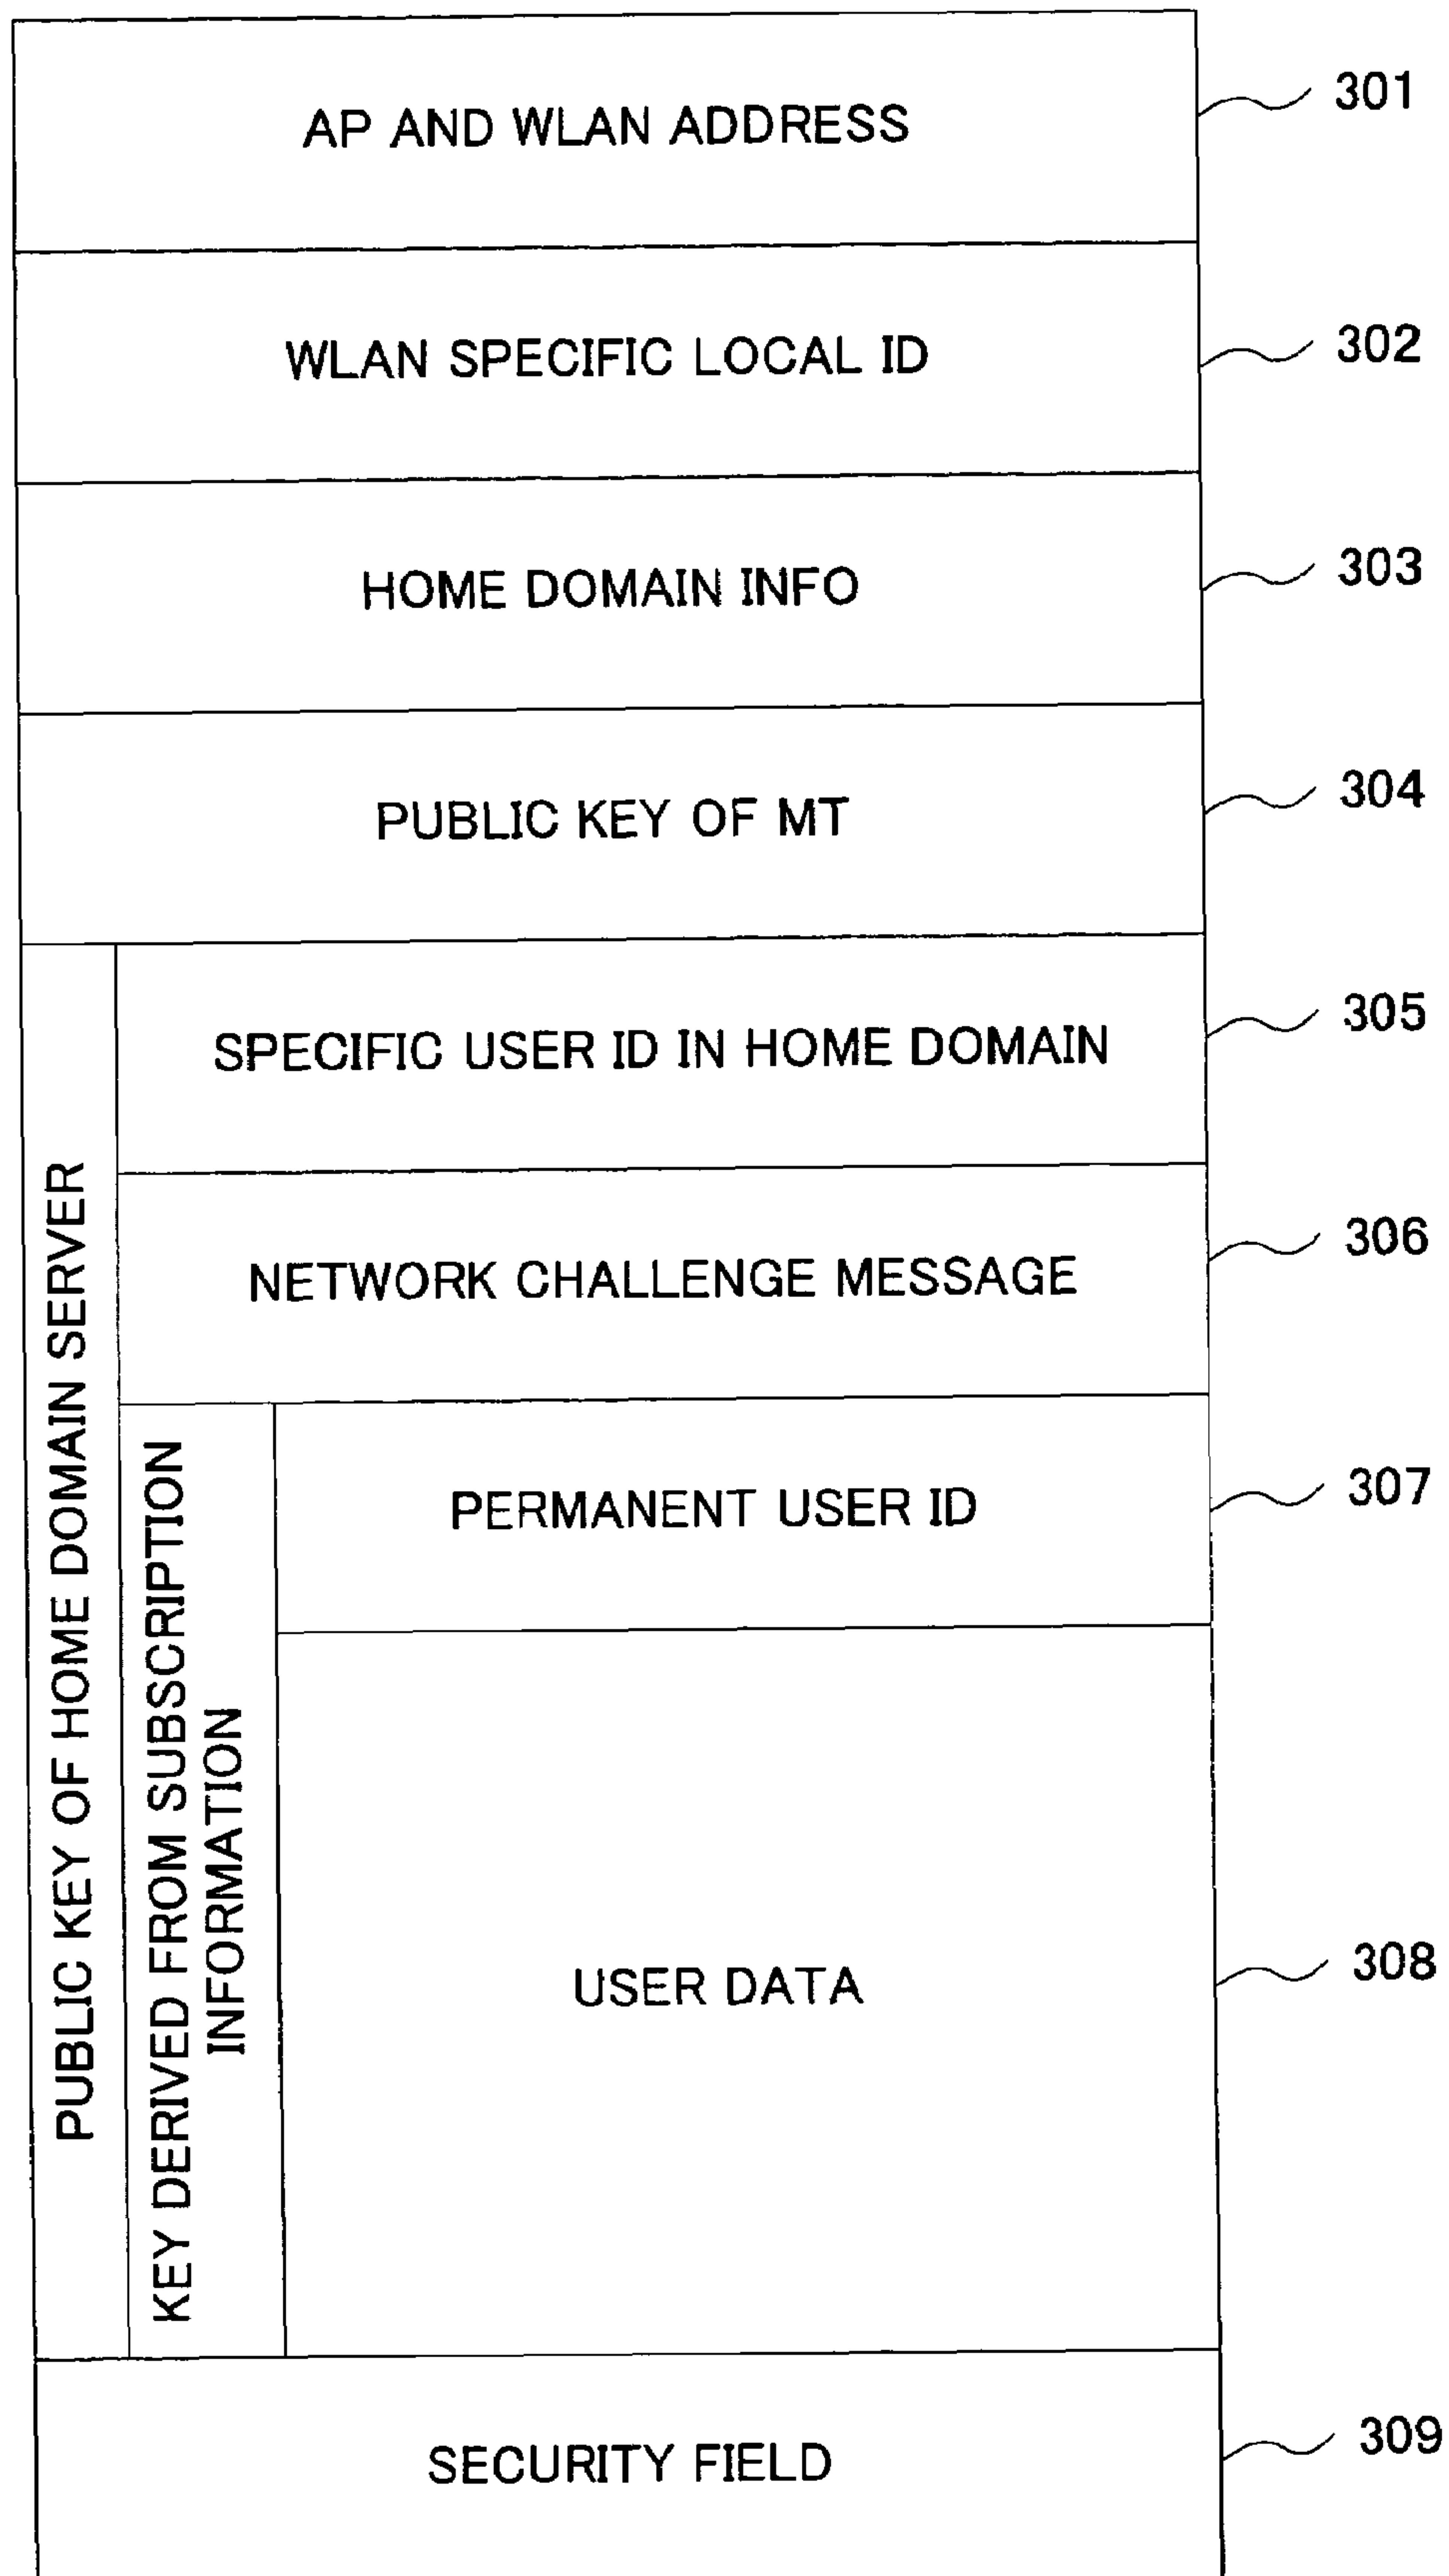 AP AND WLAN ADDRESS
301
WLAN SPECIFIC LOCAL ID
302
HOME DOMAIN INFO
303
PUBLIC KEY OF MT
304
PUBLIC KEY OF HOME DOMAIN SERVER
SPECIFIC USER ID IN HOME DOMAIN
305
NETWORK CHALLENGE MESSAGE
306
KEY DERIVED FROM SUBSCRIPTION
INFORMATION
PERMANENT USER ID
307
USER DATA
308
SECURITY FIELD
309